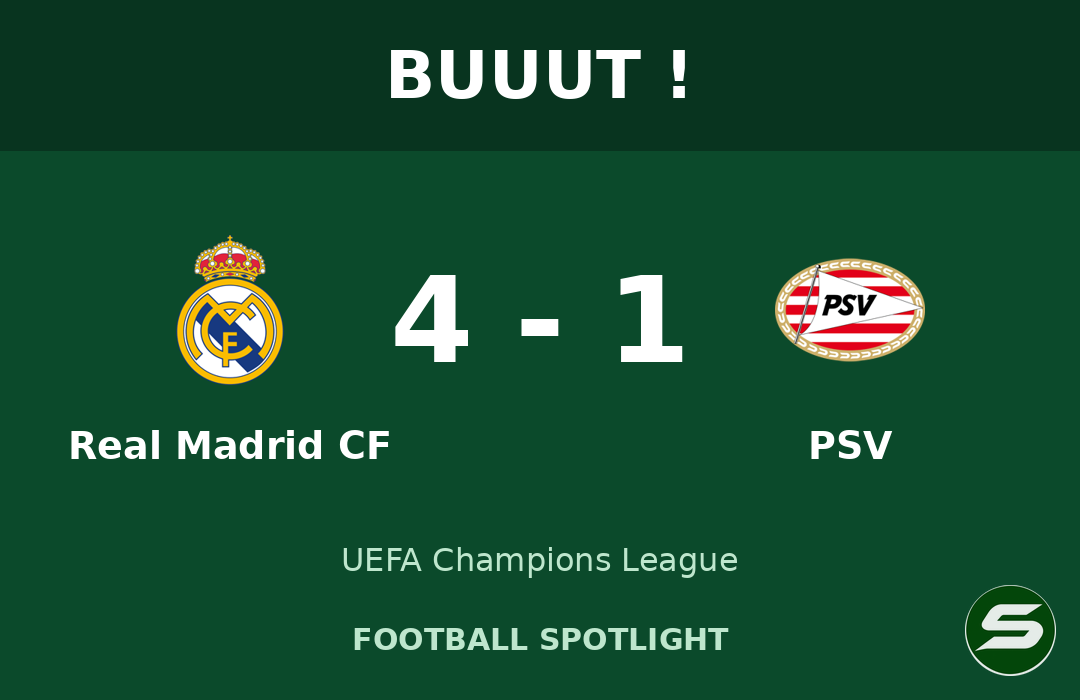 BUUUT !
4 - 1
PSV
Real Madrid CF
PSV
UEFA Champions League
FOOTBALL SPOTLIGHT